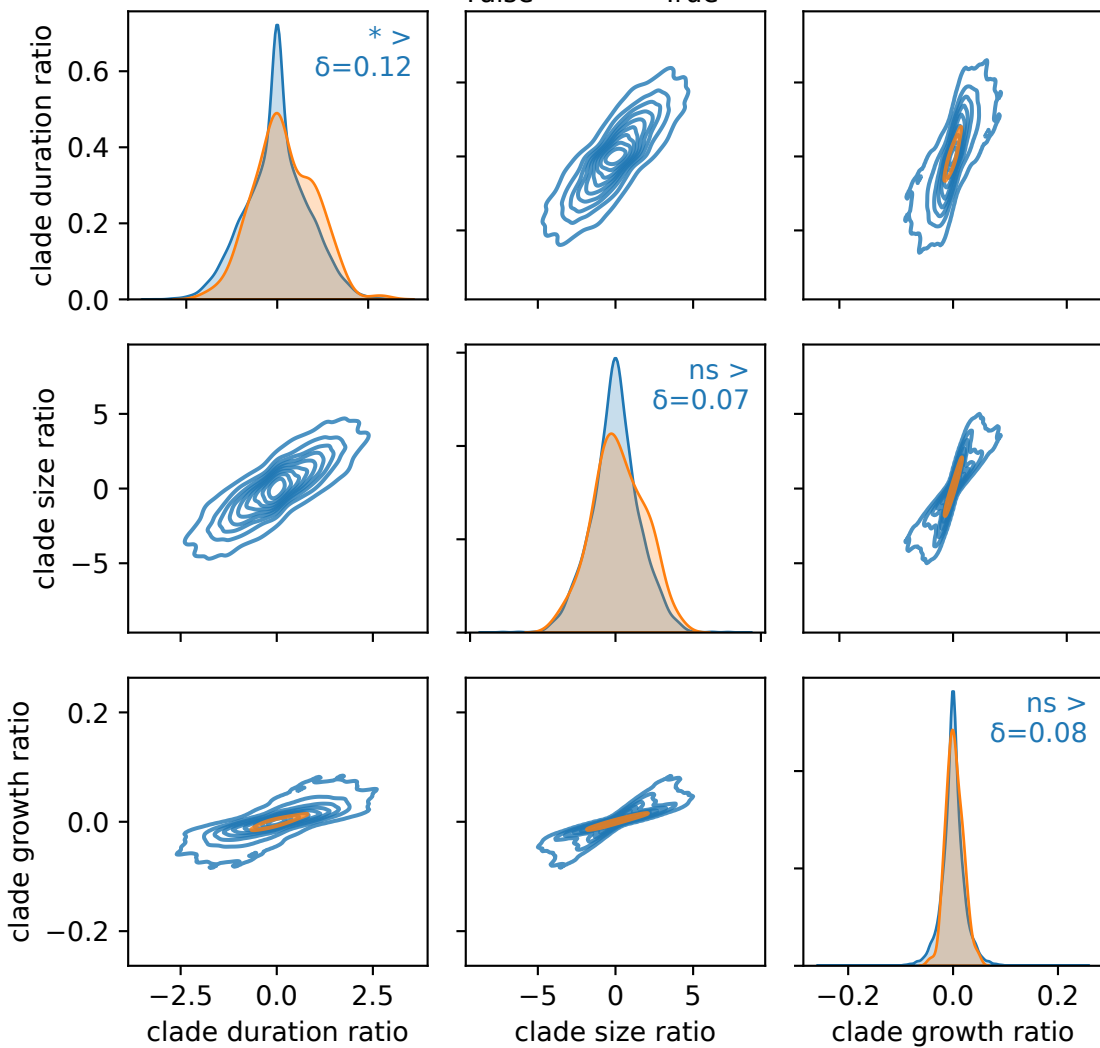 clade duration ratio
0.6
0.4
0.2
0.0
* >
δ=0.12
clade size ratio
5
0
−5
ns >
δ=0.07
clade growth ratio
0.2
0.0
−0.2
ns >
δ=0.08
−2.5 0.0 2.5
−5 0 5
−0.2 0.0 0.2
clade duration ratio
clade size ratio
clade growth ratio